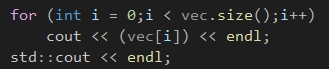 for (int i = 0;i < vec.size();i++)
cout << (vec[i]) << endl;
std::cout << endl;